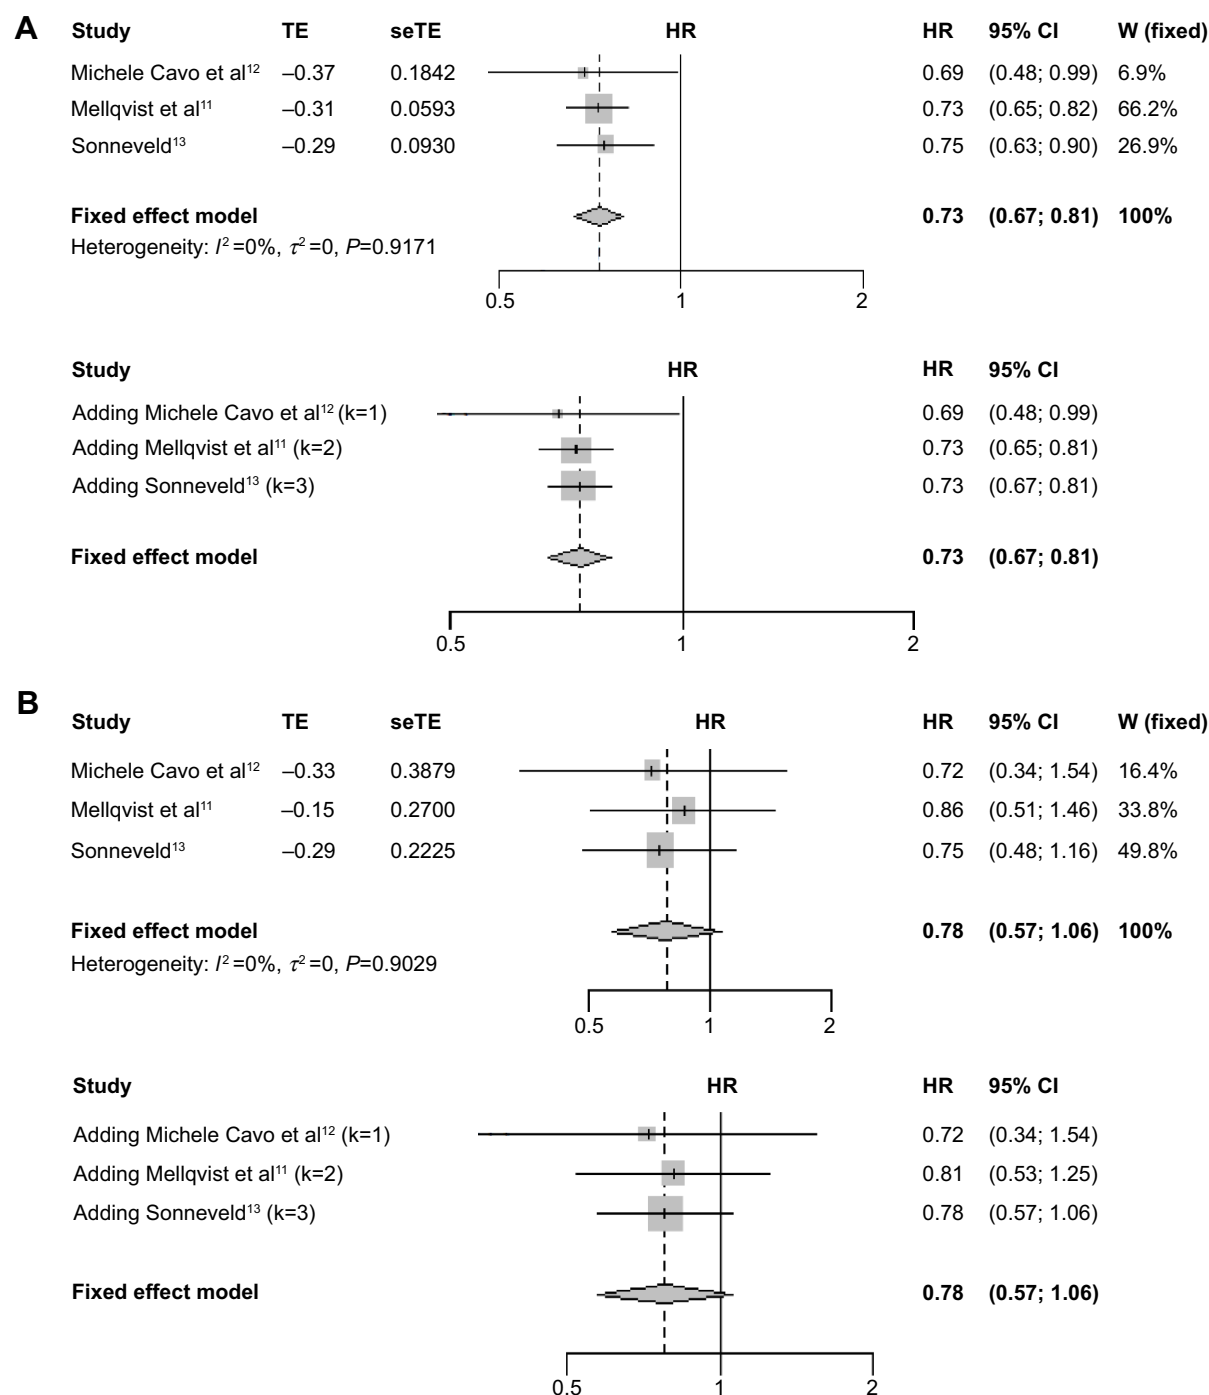 A Study TE seTE HR HR 95% CI W (fixed)
Michele Cavo et al¹² –0.37 0.1842 0.69 (0.48; 0.99) 6.9%
Mellqvist et al¹¹ –0.31 0.0593 0.73 (0.65; 0.82) 66.2%
Sonneveld¹³ –0.29 0.0930 0.75 (0.63; 0.90) 26.9%
Fixed effect model 0.73 (0.67; 0.81) 100%
Heterogeneity: I²=0%, τ²=0, P=0.9171
0.5 1 2
Study HR HR 95% CI
Adding Michele Cavo et al¹² (k=1) 0.69 (0.48; 0.99)
Adding Mellqvist et al¹¹ (k=2) 0.73 (0.65; 0.81)
Adding Sonneveld¹³ (k=3) 0.73 (0.67; 0.81)
Fixed effect model 0.73 (0.67; 0.81)
0.5 1 2
B Study TE seTE HR HR 95% CI W (fixed)
Michele Cavo et al¹² –0.33 0.3879 0.72 (0.34; 1.54) 16.4%
Mellqvist et al¹¹ –0.15 0.2700 0.86 (0.51; 1.46) 33.8%
Sonneveld¹³ –0.29 0.2225 0.75 (0.48; 1.16) 49.8%
Fixed effect model 0.78 (0.57; 1.06) 100%
Heterogeneity: I²=0%, τ²=0, P=0.9029
0.5 1 2
Study HR HR 95% CI
Adding Michele Cavo et al¹² (k=1) 0.72 (0.34; 1.54)
Adding Mellqvist et al¹¹ (k=2) 0.81 (0.53; 1.25)
Adding Sonneveld¹³ (k=3) 0.78 (0.57; 1.06)
Fixed effect model 0.78 (0.57; 1.06)
0.5 1 2